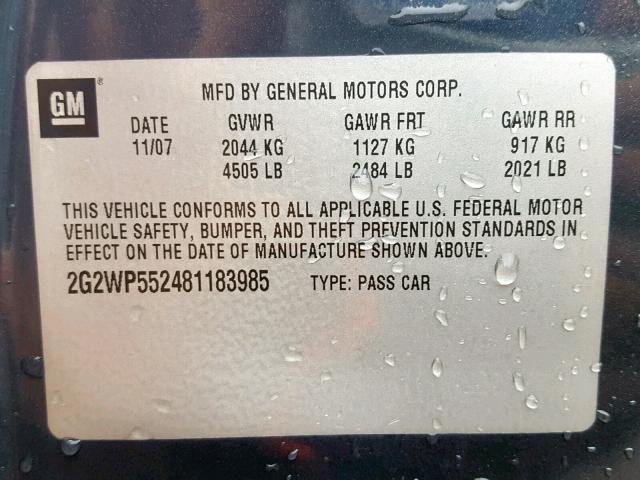 GM®
MFD BY GENERAL MOTORS CORP.
DATE GVWR GAWR FRT GAWR RR
11/07 2044 KG 1127 KG 917 KG
4505 LB 2484 LB 2021 LB
THIS VEHICLE CONFORMS TO ALL APPLICABLE U.S. FEDERAL MOTOR
VEHICLE SAFETY, BUMPER, AND THEFT PREVENTION STANDARDS IN
EFFECT ON THE DATE OF MANUFACTURE SHOWN ABOVE.
2G2WP552481183985 TYPE: PASS CAR